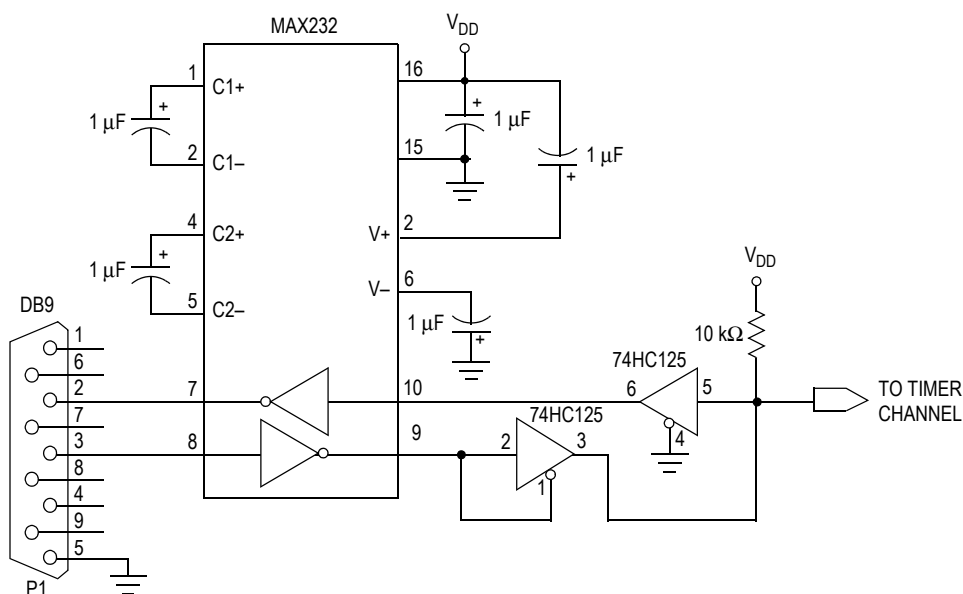 MAX232
VDD
1
C1+
1 µF
+
2
C1–
16
+
1 µF
15
1 µF
+
4
C2+
1 µF
+
5
C2–
V+
2
V–
6
1 µF
+
VDD
10 kΩ
DB9
1
6
2
7
3
8
4
9
5
P1
7
10
74HC125
6
5
4
TO TIMER
CHANNEL
8
9
74HC125
2
3
1